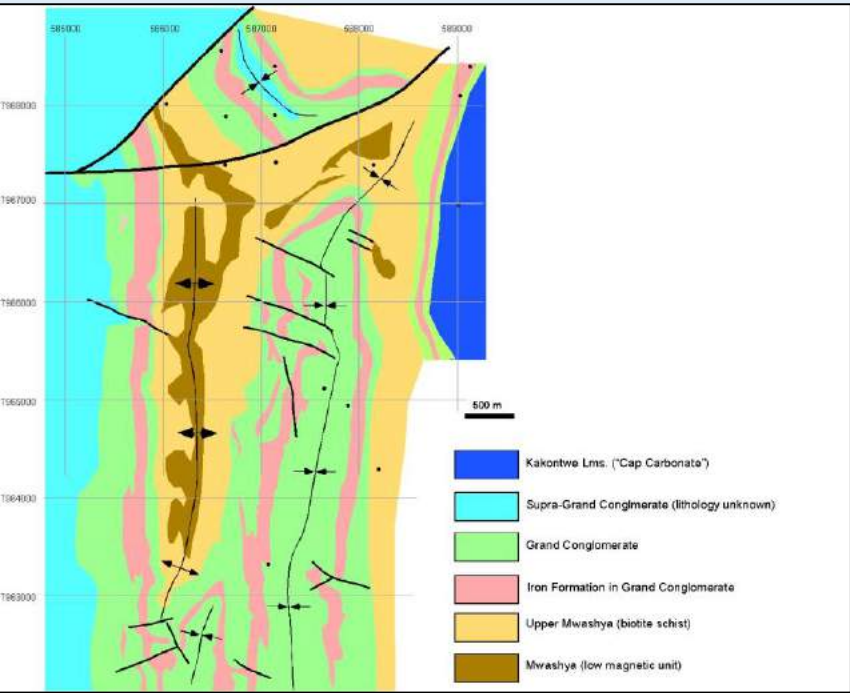 585000 586000 587000 588000 589000
7968000
7967000
7966000
7965000
500 m
7964000
7963000
Kakontwe Lms. ("Cap Carbonate")
Supra-Grand Conglmerate (lithology unknown)
Grand Conglomerate
Iron Formation in Grand Conglomerate
Upper Mwashya (biotite schist)
Mwashya (low magnetic unit)